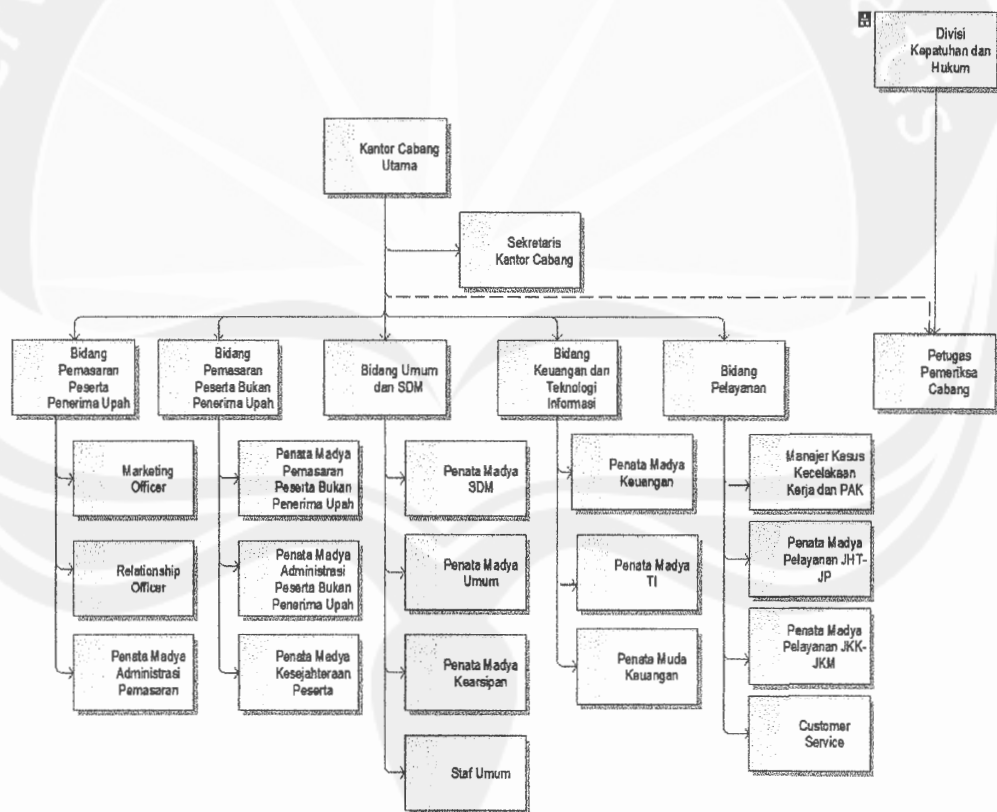 Divisi
Kepatuhan dan
Hukum
Kantor Cabang
Utama
Sekretaris
Kantor Cabang
Bidang
Pemasaran
Peserta
Penerima Upah
Bidang
Pemasaran
Peserta Bukan
Penerima Upah
Bidang Umum
dan SDM
Bidang
Keuangan dan
Teknologi
Informasi
Bidang
Pelayanan
Petugas
Pemeriksa
Cabang
Marketing
Officer
Relationship
Officer
Penata Madya
Administrasi
Pemasaran
Penata Madya
Pemasaran
Peserta Bukan
Penerima Upah
Penata Madya
Administrasi
Peserta Bukan
Penerima Upah
Penata Madya
Kesejahteraan
Peserta
Penata Madya
SDM
Penata Madya
Umum
Penata Madya
Kearsipan
Staf Umum
Penata Madya
Keuangan
Penata Madya
TI
Penata Muda
Keuangan
Manajer Kasus
Kecelakaan
Kerja dan PAK
Penata Madya
Pelayanan JHT-
JP
Penata Madya
Pelayanan JKK-
JKM
Customer
Service